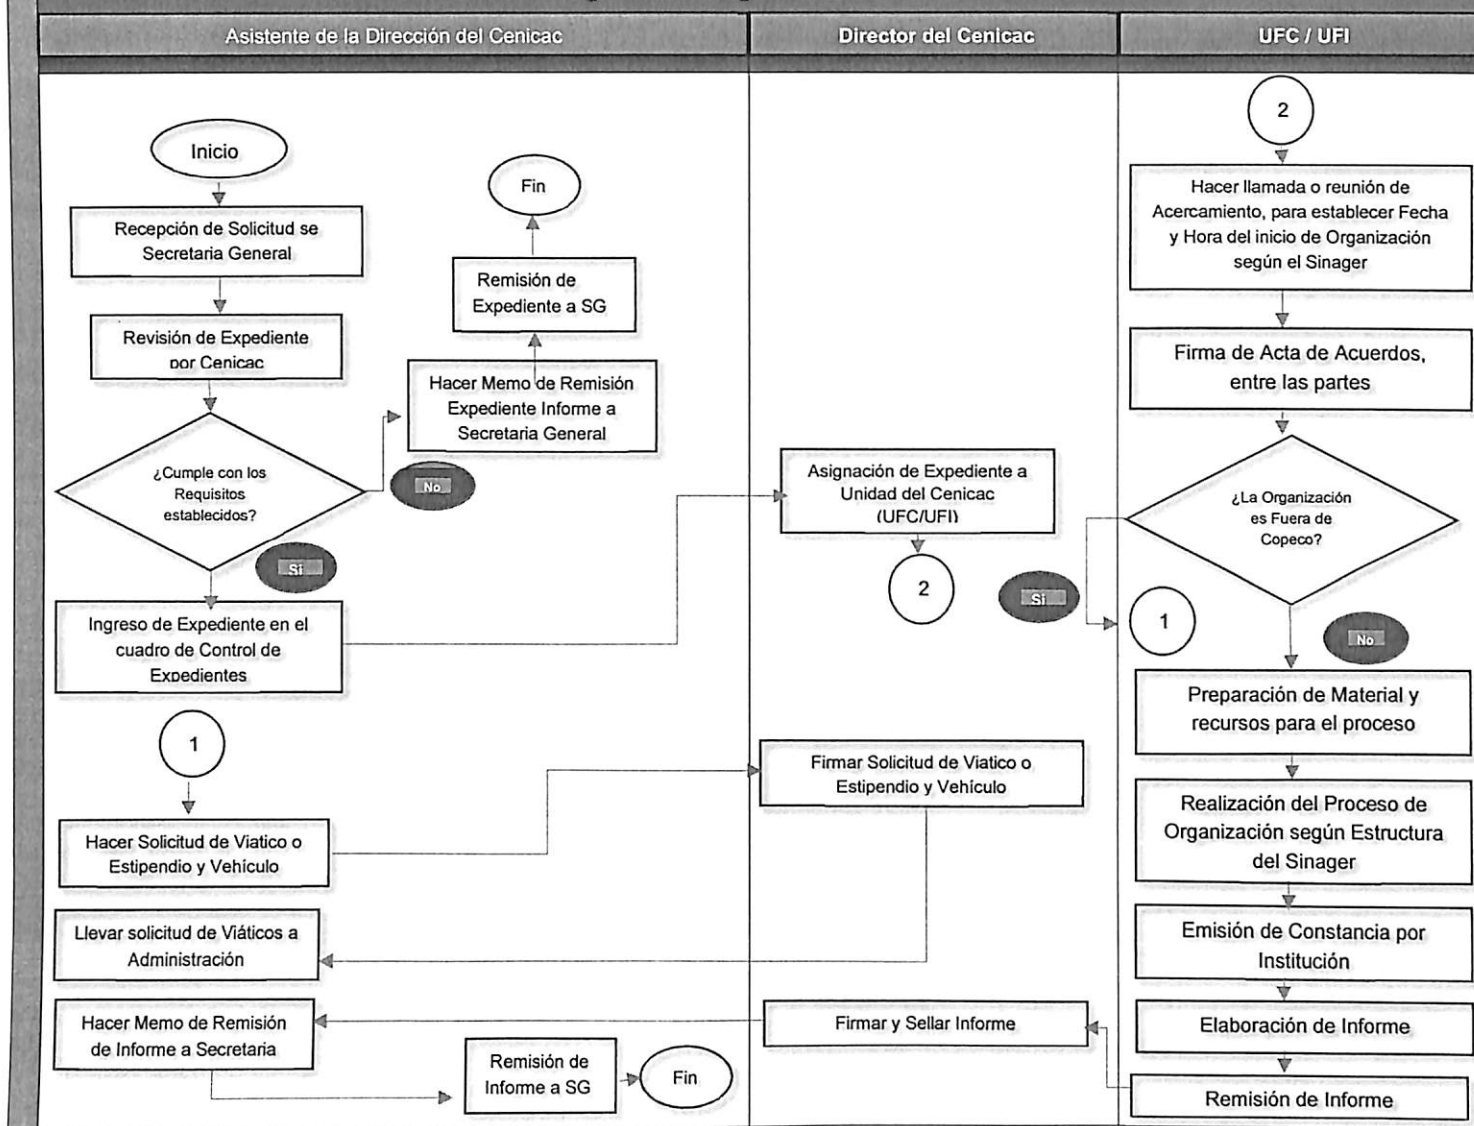 Asistente de la Dirección del Cenicac
Director del Cenicac
UFC / UFI
Inicio
Recepción de Solicitud se
Secretaria General
Revisión de Expediente
por Cenicac
¿Cumple con los
Requisitos
establecidos?
No
Si
Ingreso de Expediente en el
cuadro de Control de
Expedientes
Fin
Remisión de
Expediente a SG
Hacer Memo de Remisión
Expediente Informe a
Secretaria General
1
Hacer Solicitud de Viatico o
Estipendio y Vehículo
Llevar solicitud de Viáticos a
Administración
Hacer Memo de Remisión
de Informe a Secretaria
Remisión de
Informe a SG
Fin
Asignación de Expediente a
Unidad del Cenicac
(UFC/UFI)
2
Si
Firmar Solicitud de Viatico o
Estipendio y Vehículo
Firmar y Sellar Informe
2
Hacer llamada o reunión de
Acercamiento, para establecer Fecha
y Hora del inicio de Organización
según el Sinager
Firma de Acta de Acuerdos,
entre las partes
¿La Organización
es Fuera de
Copeco?
1
No
Preparación de Material y
recursos para el proceso
Realización del Proceso de
Organización según Estructura
del Sinager
Emisión de Constancia por
Institución
Elaboración de Informe
Remisión de Informe